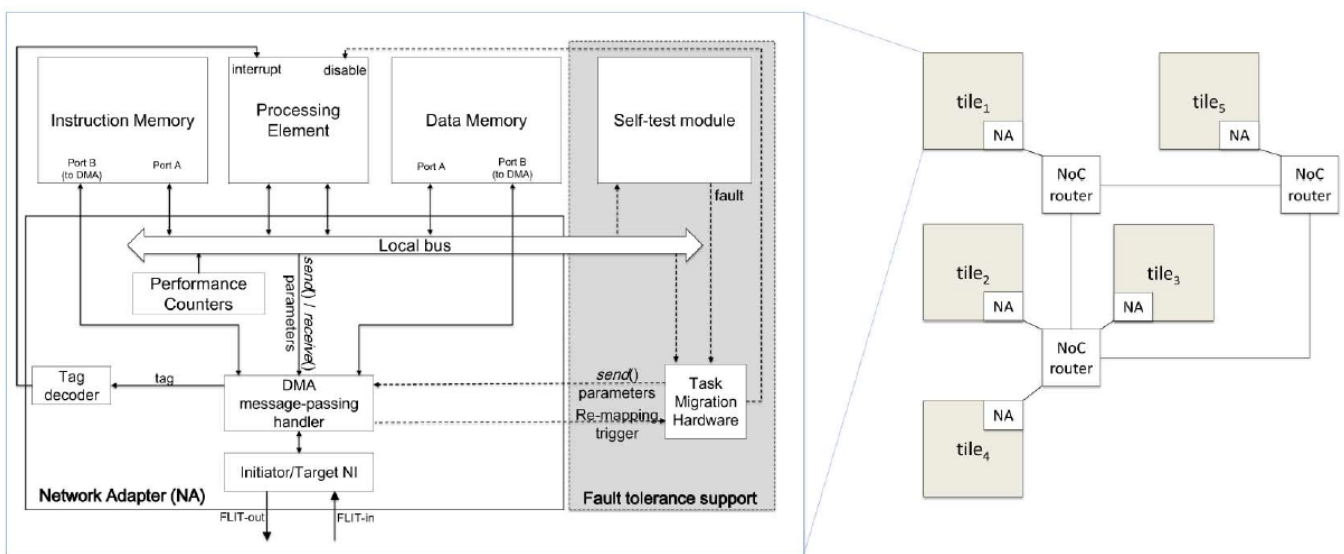 interrupt
disable
Instruction Memory
Processing
Element
Data Memory
Self-test module
Port B
(to DMA)
Port A
Port A
Port B
(to DMA)
fault
Local bus
Performance
Counters
send() / receive()
parameters
Tag
decoder
tag
DMA
message-passing
handler
send()
parameters
Re-mapping
trigger
Task
Migration
Hardware
Initiator/Target NI
Network Adapter (NA)
Fault tolerance support
FLIT-out
FLIT-in
tile1
NA
NoC
router
tile5
NA
NoC
router
tile2
NA
tile3
NA
NoC
router
NA
tile4